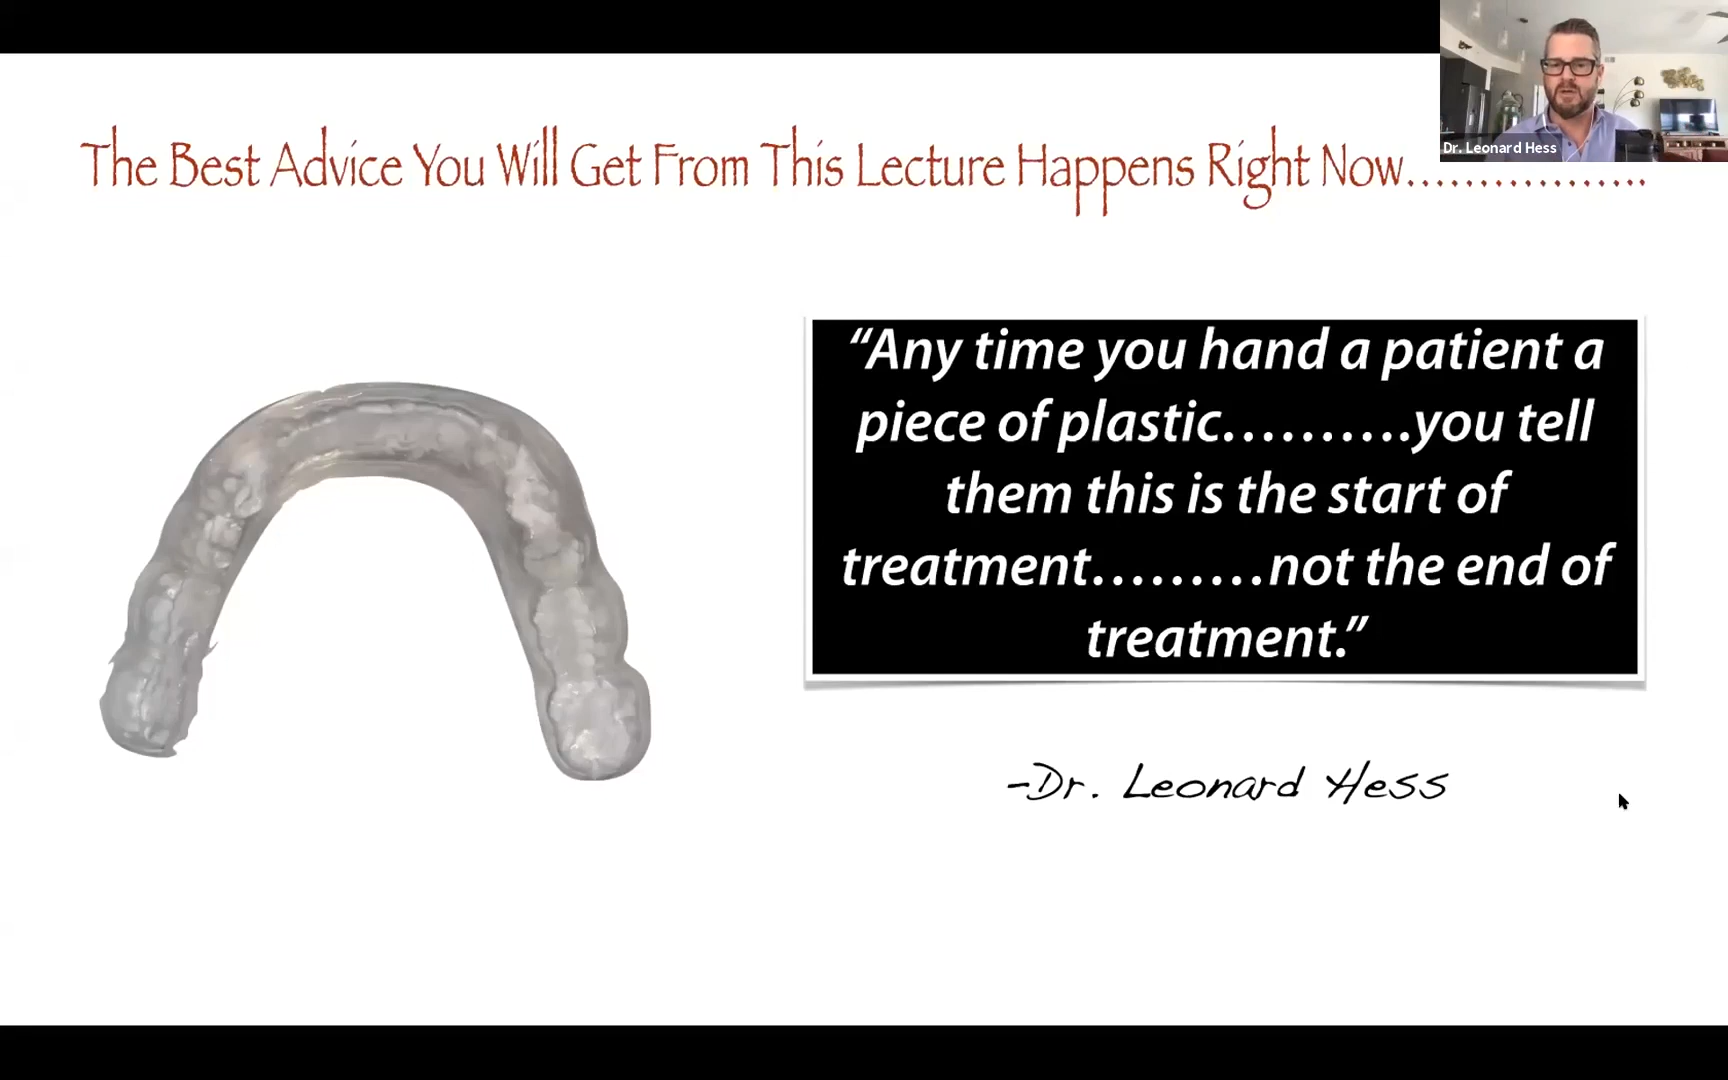 Dr. Leonard Hess
The Best Advice You Will Get From This Lecture Happens Right Now.................
“Any time you hand a patient a
piece of plastic……….you tell
them this is the start of
treatment………not the end of
treatment.”
-Dr. Leonard Hess